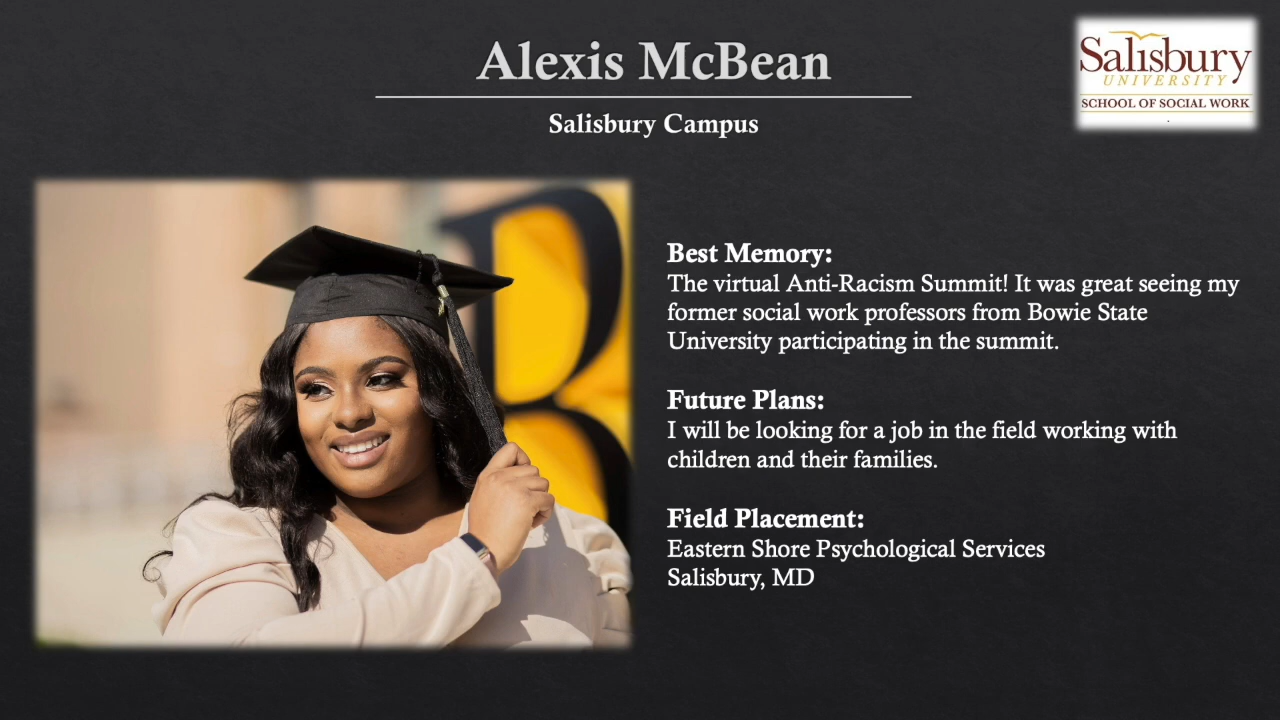 Alexis McBean
Salisbury
UNIVERSITY
SCHOOL OF SOCIAL WORK
Salisbury Campus
B
Best Memory:
The virtual Anti-Racism Summit! It was great seeing my
former social work professors from Bowie State
University participating in the summit.
Future Plans:
I will be looking for a job in the field working with
children and their families.
Field Placement:
Eastern Shore Psychological Services
Salisbury, MD